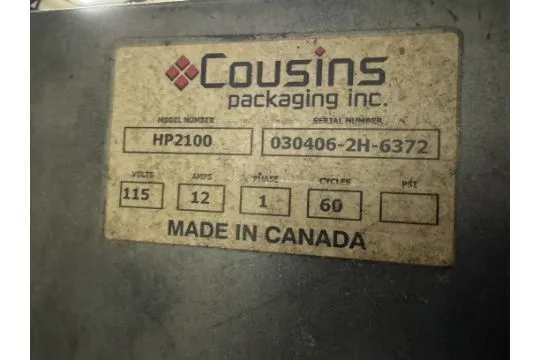 Cousins
packaging inc.
MODEL NUMBER SERIAL NUMBER
HP2100 030406-2H-6372
VOLTS AMPS PHASE CYCLES PSI
115 12 1 60
MADE IN CANADA